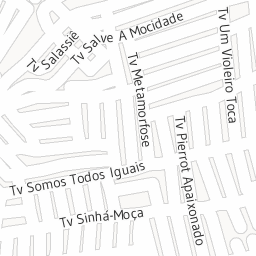 Tv Salve A Mocidade
Tv Um Violeiro Toca
Salassiê
Tv Metamorfose
Tv Pierrot Apaixonado
Tv Somos Todos Iguais
Tv Sinhá-Moça